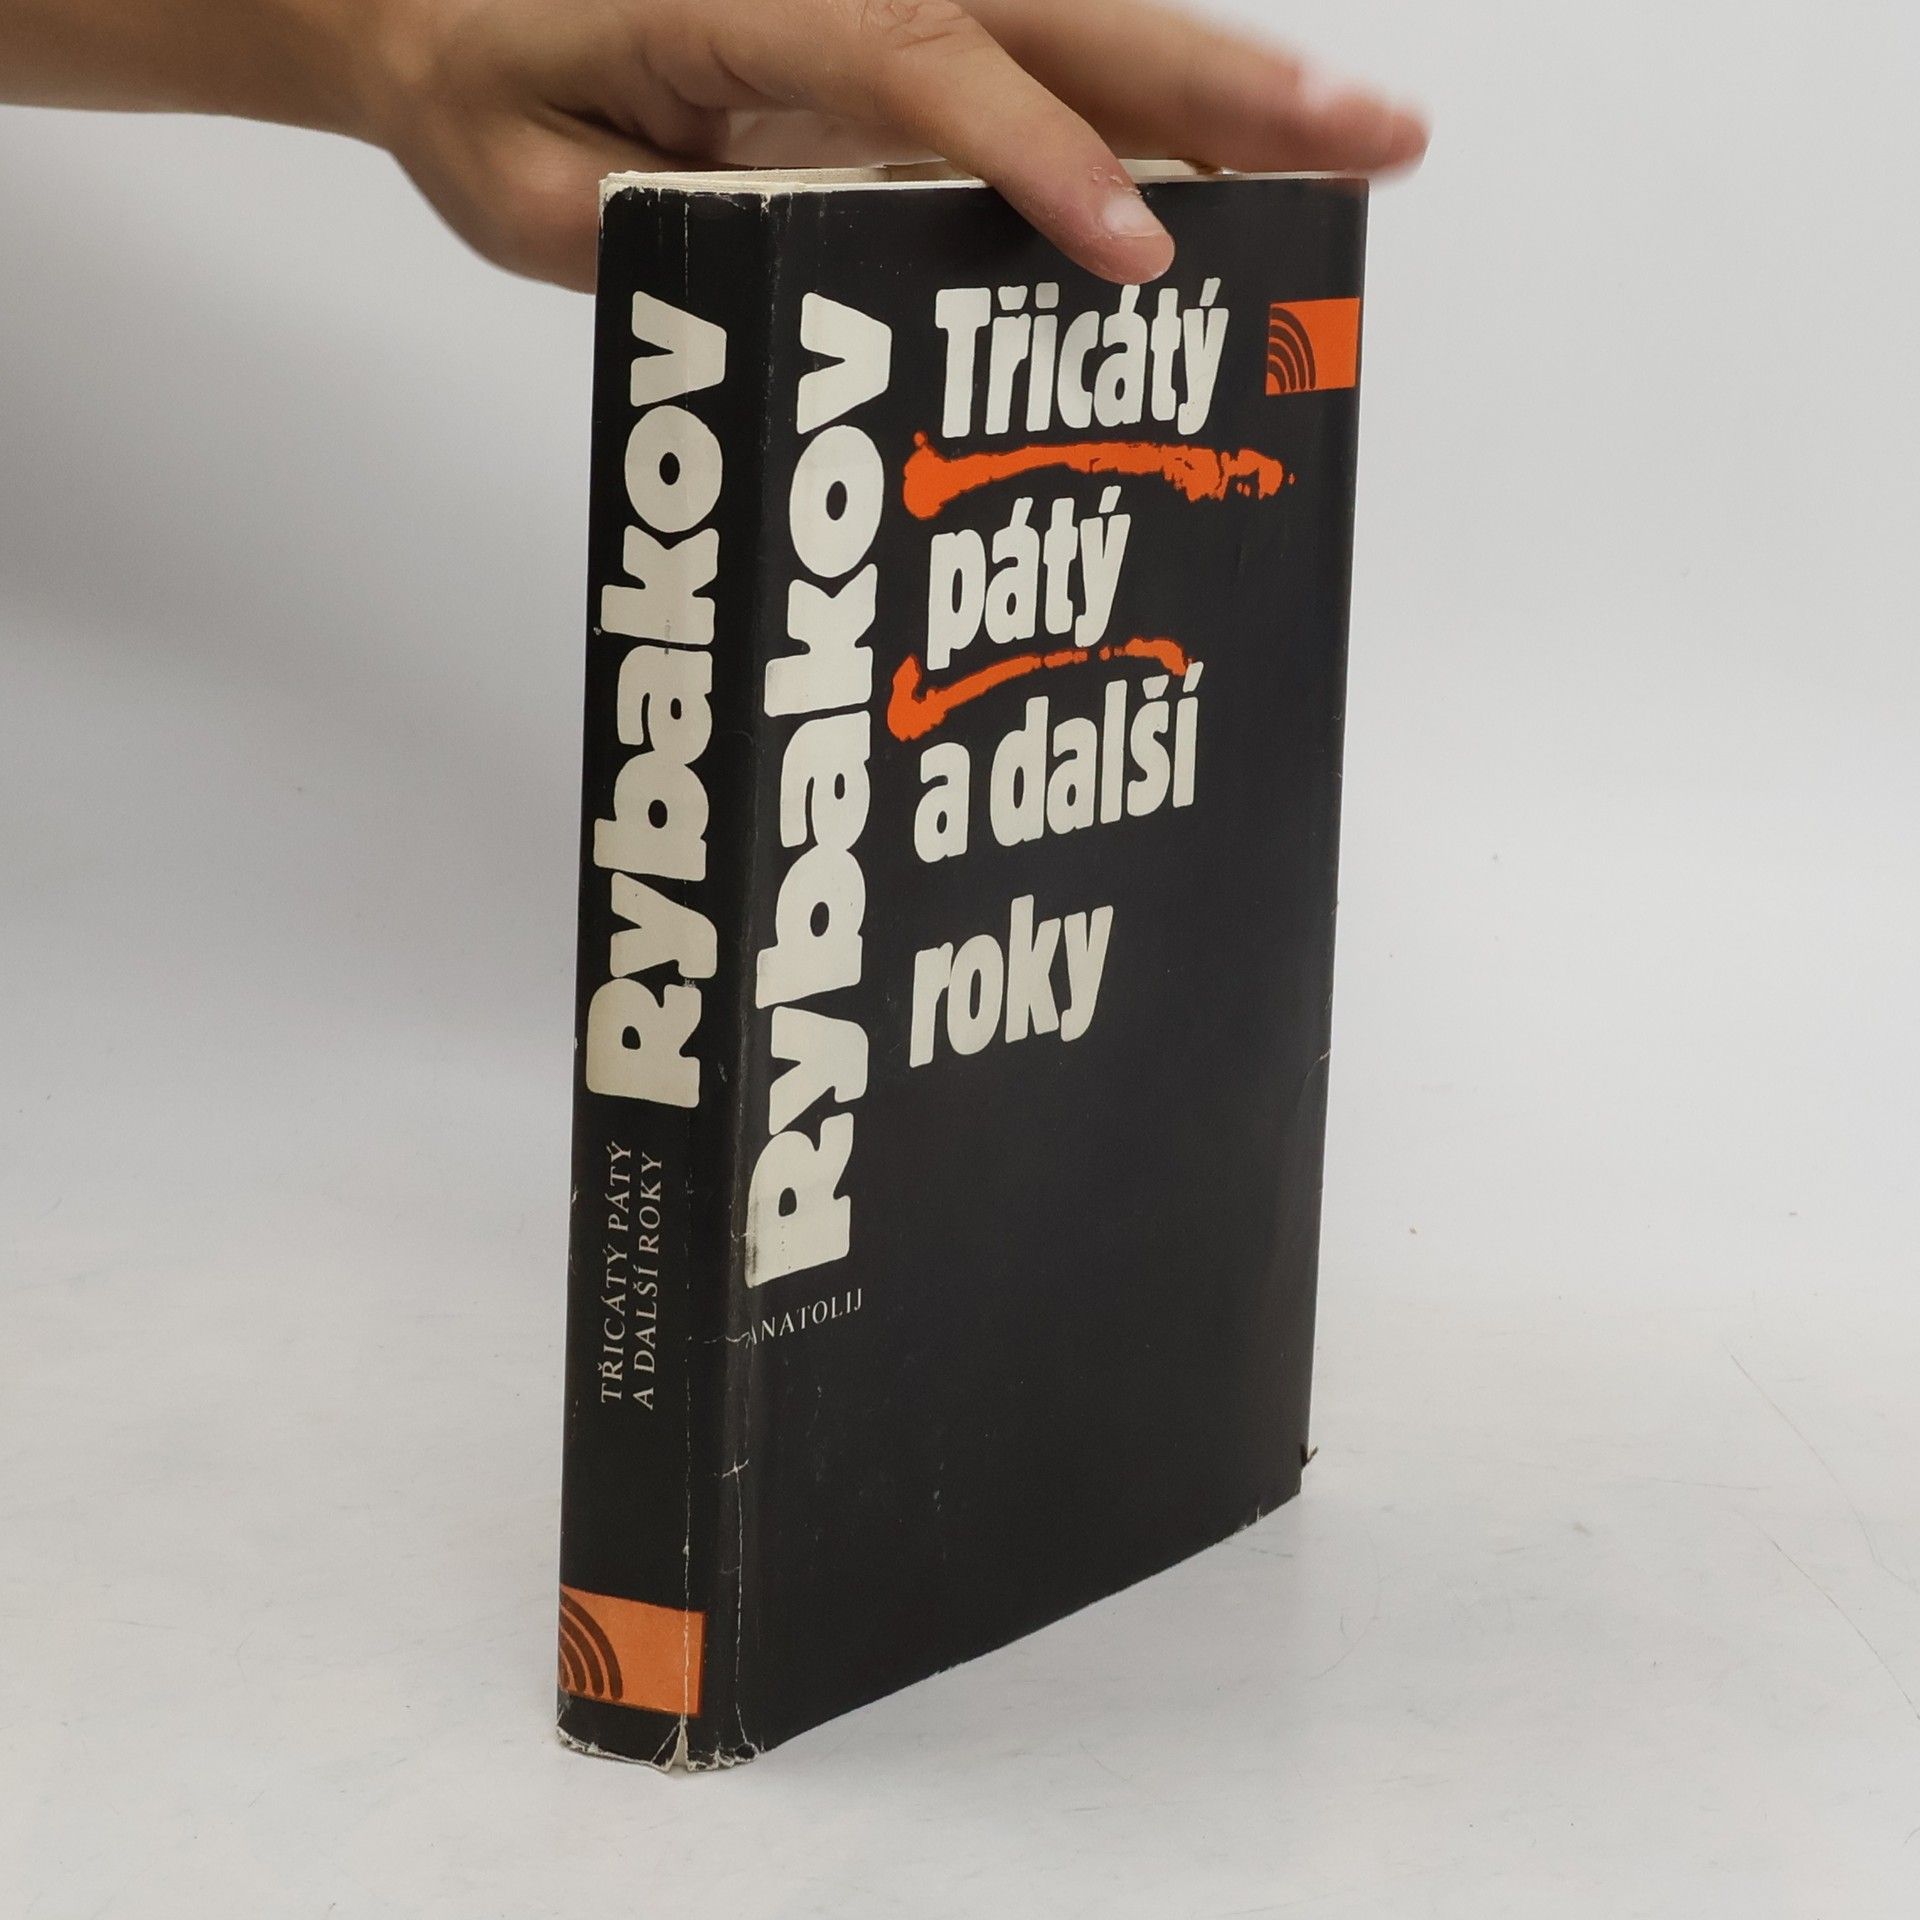 Rybakov
TŘICÁTÝ PÁTÝ
A DALŠÍ ROKY
Rybakov
ANATOLIJ
Třicátý
pátý
a další
roky